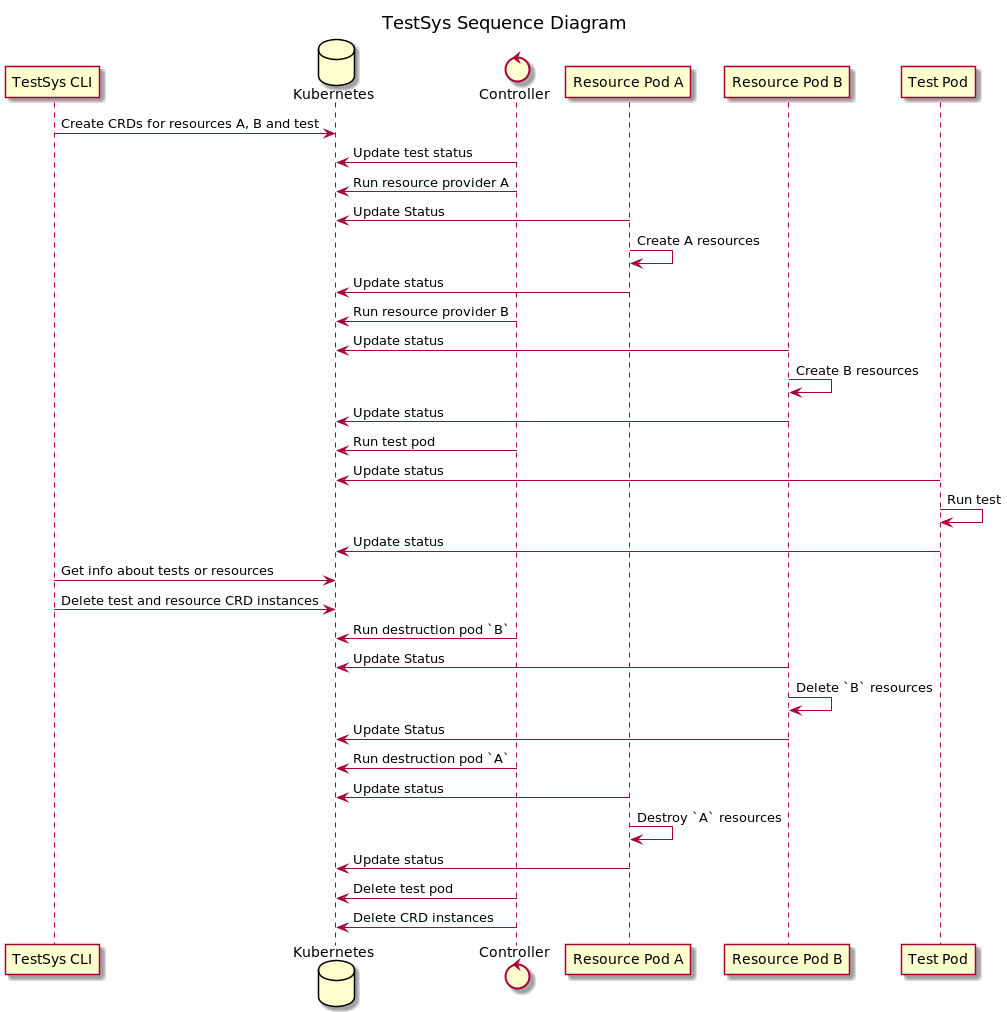 TestSys Sequence Diagram
TestSys CLI
Kubernetes
Controller
Resource Pod A
Resource Pod B
Test Pod
Create CRDs for resources A, B and test
Update test status
Run resource provider A
Update Status
Create A resources
Update status
Run resource provider B
Update status
Create B resources
Update status
Run test pod
Update status
Run test
Update status
Get info about tests or resources
Delete test and resource CRD instances
Run destruction pod `B`
Update Status
Delete `B` resources
Update Status
Run destruction pod `A`
Update status
Destroy `A` resources
Update status
Delete test pod
Delete CRD instances
TestSys CLI
Kubernetes
Controller
Resource Pod A
Resource Pod B
Test Pod